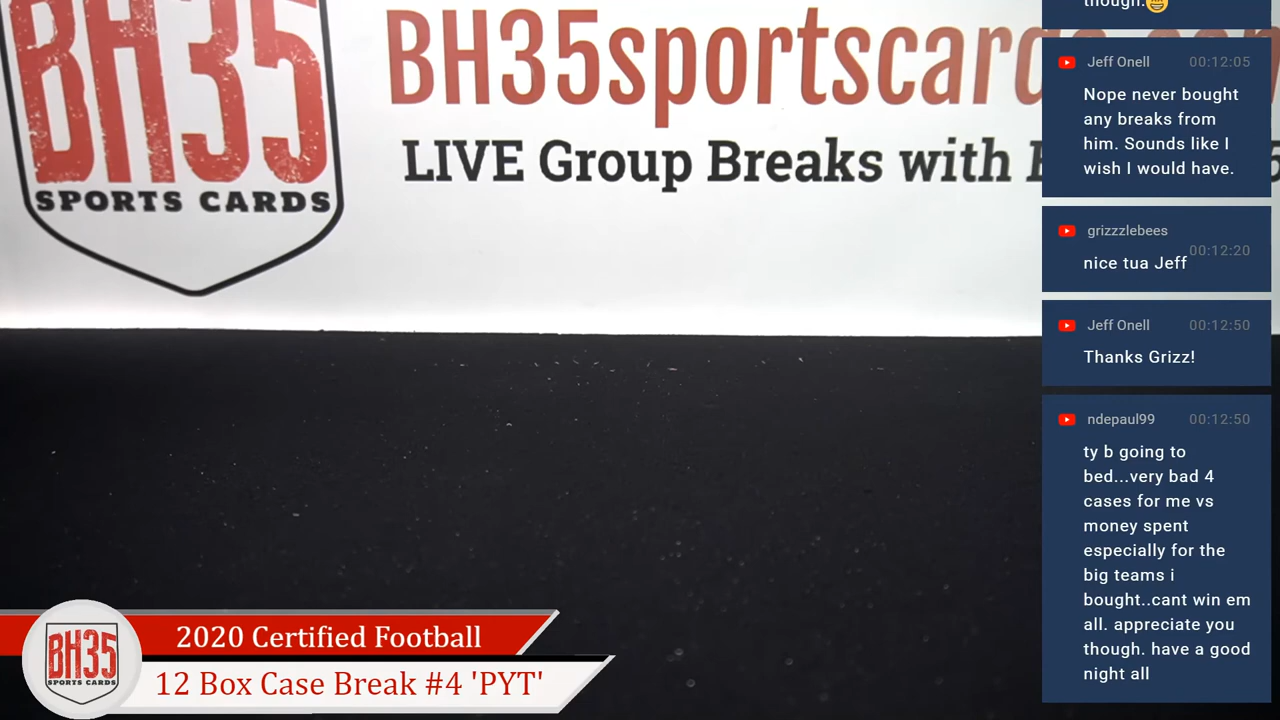 BH35
SPORTS CARDS
BH35sportscards
LIVE Group Breaks with
though.😁
Jeff Onell 00:12:05
Nope never bought
any breaks from
him. Sounds like I
wish I would have.
grizzzlebees
00:12:20
nice tua Jeff
Jeff Onell 00:12:50
Thanks Grizz!
ndepaul99 00:12:50
ty b going to
bed...very bad 4
cases for me vs
money spent
especially for the
big teams i
bought..cant win em
all. appreciate you
though. have a good
night all
BH35
SPORTS CARDS
2020 Certified Football
12 Box Case Break #4 'PYT'